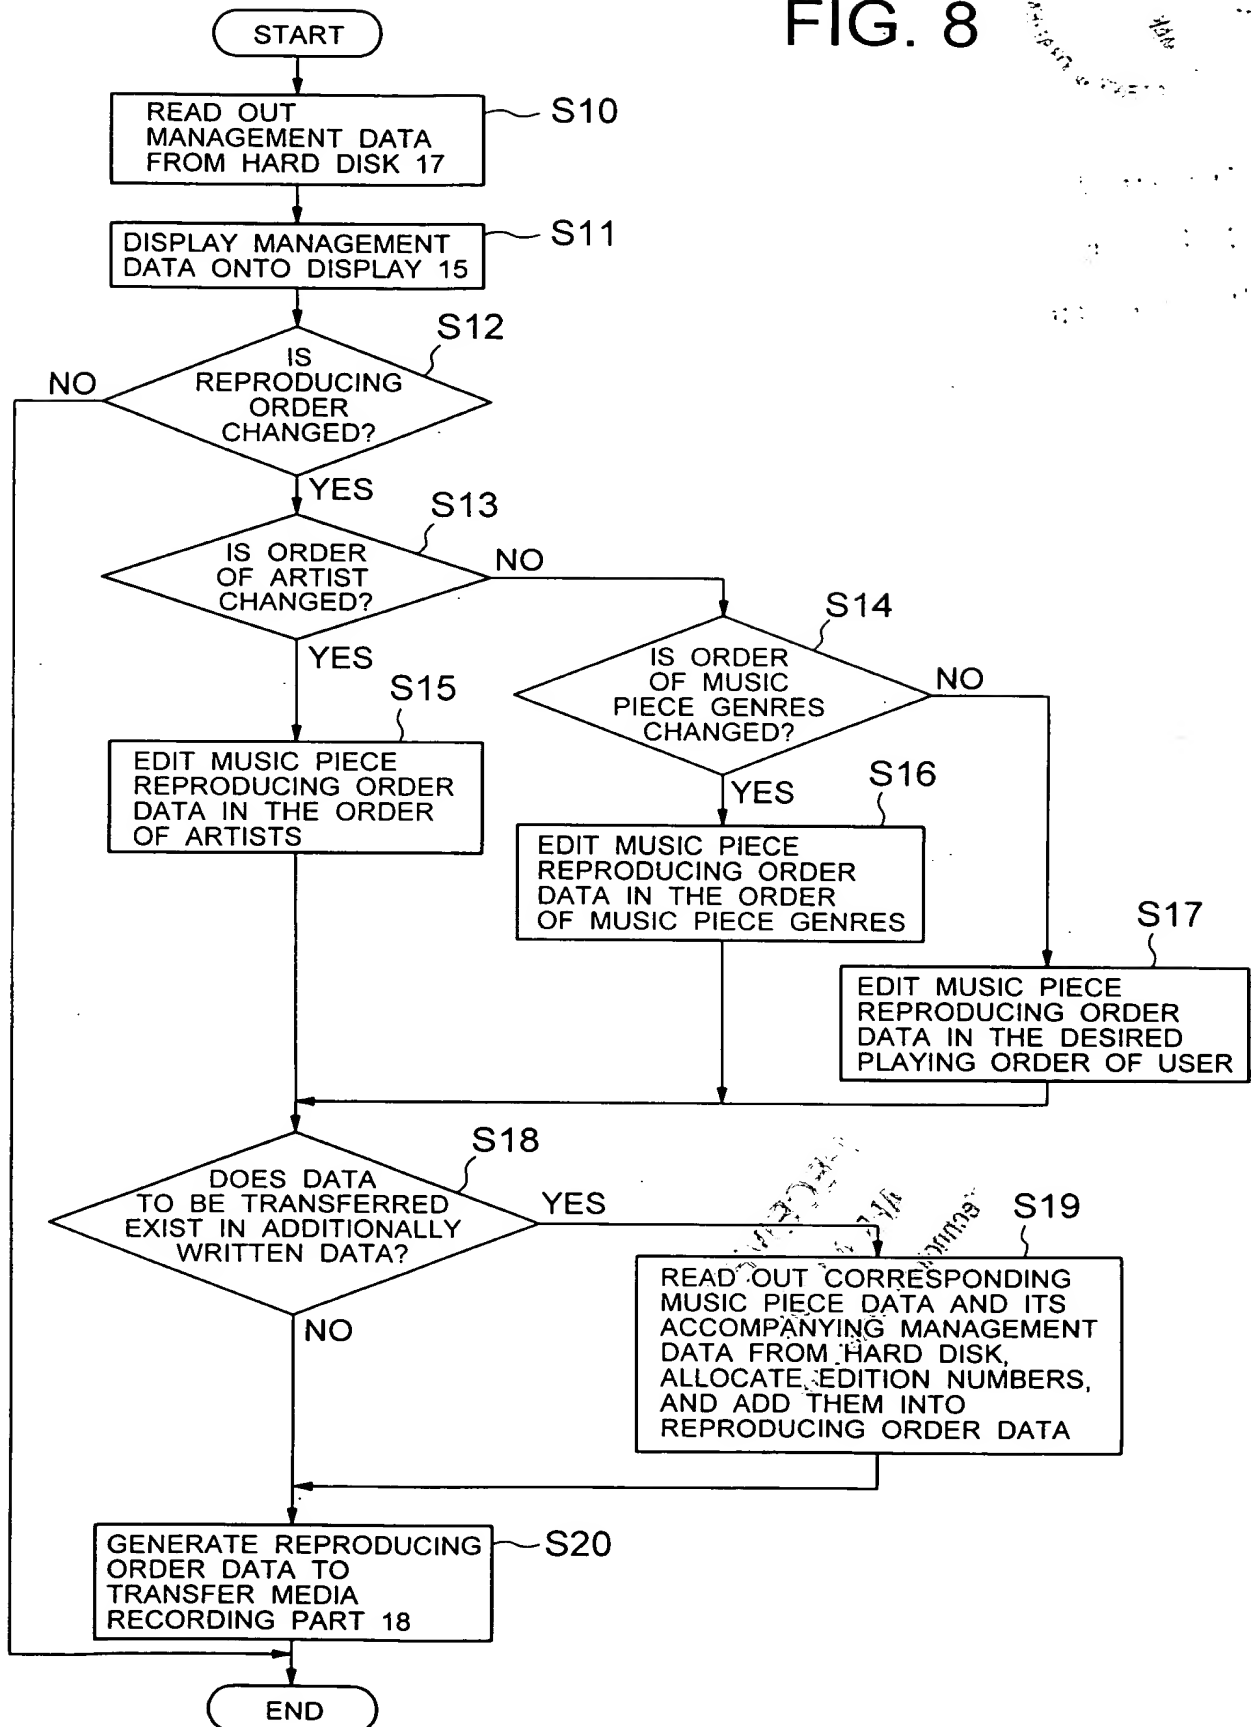 FIG. 8
START
READ OUT
MANAGEMENT DATA
FROM HARD DISK 17
S10
DISPLAY MANAGEMENT
DATA ONTO DISPLAY 15
S11
S12
IS
REPRODUCING
ORDER
CHANGED?
NO
YES
S13
IS ORDER
OF ARTIST
CHANGED?
NO
YES
S14
IS ORDER
OF MUSIC
PIECE GENRES
CHANGED?
NO
YES
S15
EDIT MUSIC PIECE
REPRODUCING ORDER
DATA IN THE ORDER
OF ARTISTS
S16
EDIT MUSIC PIECE
REPRODUCING ORDER
DATA IN THE ORDER
OF MUSIC PIECE GENRES
S17
EDIT MUSIC PIECE
REPRODUCING ORDER
DATA IN THE DESIRED
PLAYING ORDER OF USER
S18
DOES DATA
TO BE TRANSFERRED
EXIST IN ADDITIONALLY
WRITTEN DATA?
YES
NO
S19
READ OUT CORRESPONDING
MUSIC PIECE DATA AND ITS
ACCOMPANYING MANAGEMENT
DATA FROM HARD DISK,
ALLOCATE EDITION NUMBERS,
AND ADD THEM INTO
REPRODUCING ORDER DATA
GENERATE REPRODUCING
ORDER DATA TO
TRANSFER MEDIA
RECORDING PART 18
S20
END